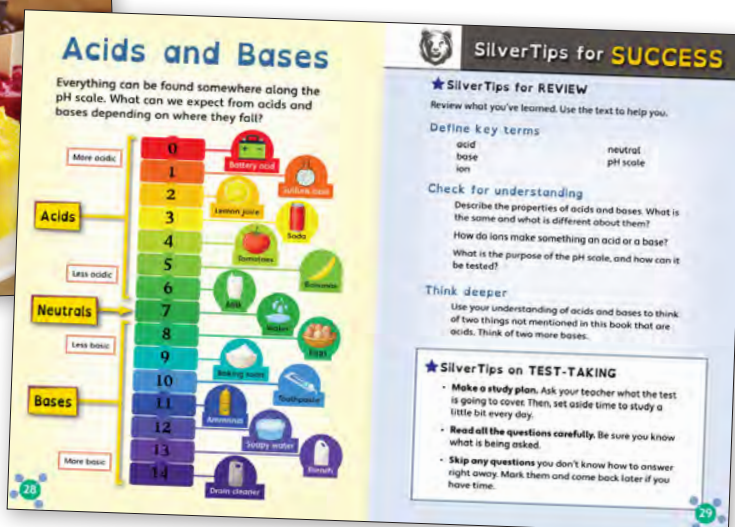 Acids and Bases
Everything can be found somewhere along the
pH scale. What can we expect from acids and
bases depending on where they fall?
More acidic
Acids
Less acidic
Neutrals
Less basic
Bases
More basic
0
1
2
3
4
5
6
7
8
9
10
11
12
13
14
Battery acid
Sulfuric acid
Lemon juice
Soda
Tomatoes
Bananas
Milk
Water
Eggs
Baking soda
Toothpaste
Ammonia
Soapy water
Bleach
Drain cleaner
28
SilverTips for SUCCESS
SilverTips for REVIEW
Review what you've learned. Use the text to help you.
Define key terms
acid
base
ion
neutral
pH scale
Check for understanding
Describe the properties of acids and bases. What is
the same and what is different about them?
How do ions make something an acid or a base?
What is the purpose of the pH scale, and how can it
be tested?
Think deeper
Use your understanding of acids and bases to think
of two things not mentioned in this book that are
acids. Think of two more bases.
SilverTips on TEST-TAKING
• Make a study plan. Ask your teacher what the test
is going to cover. Then, set aside time to study a
little bit every day.
• Read all the questions carefully. Be sure you know
what is being asked.
• Skip any questions you don't know how to answer
right away. Mark them and come back later if you
have time.
29